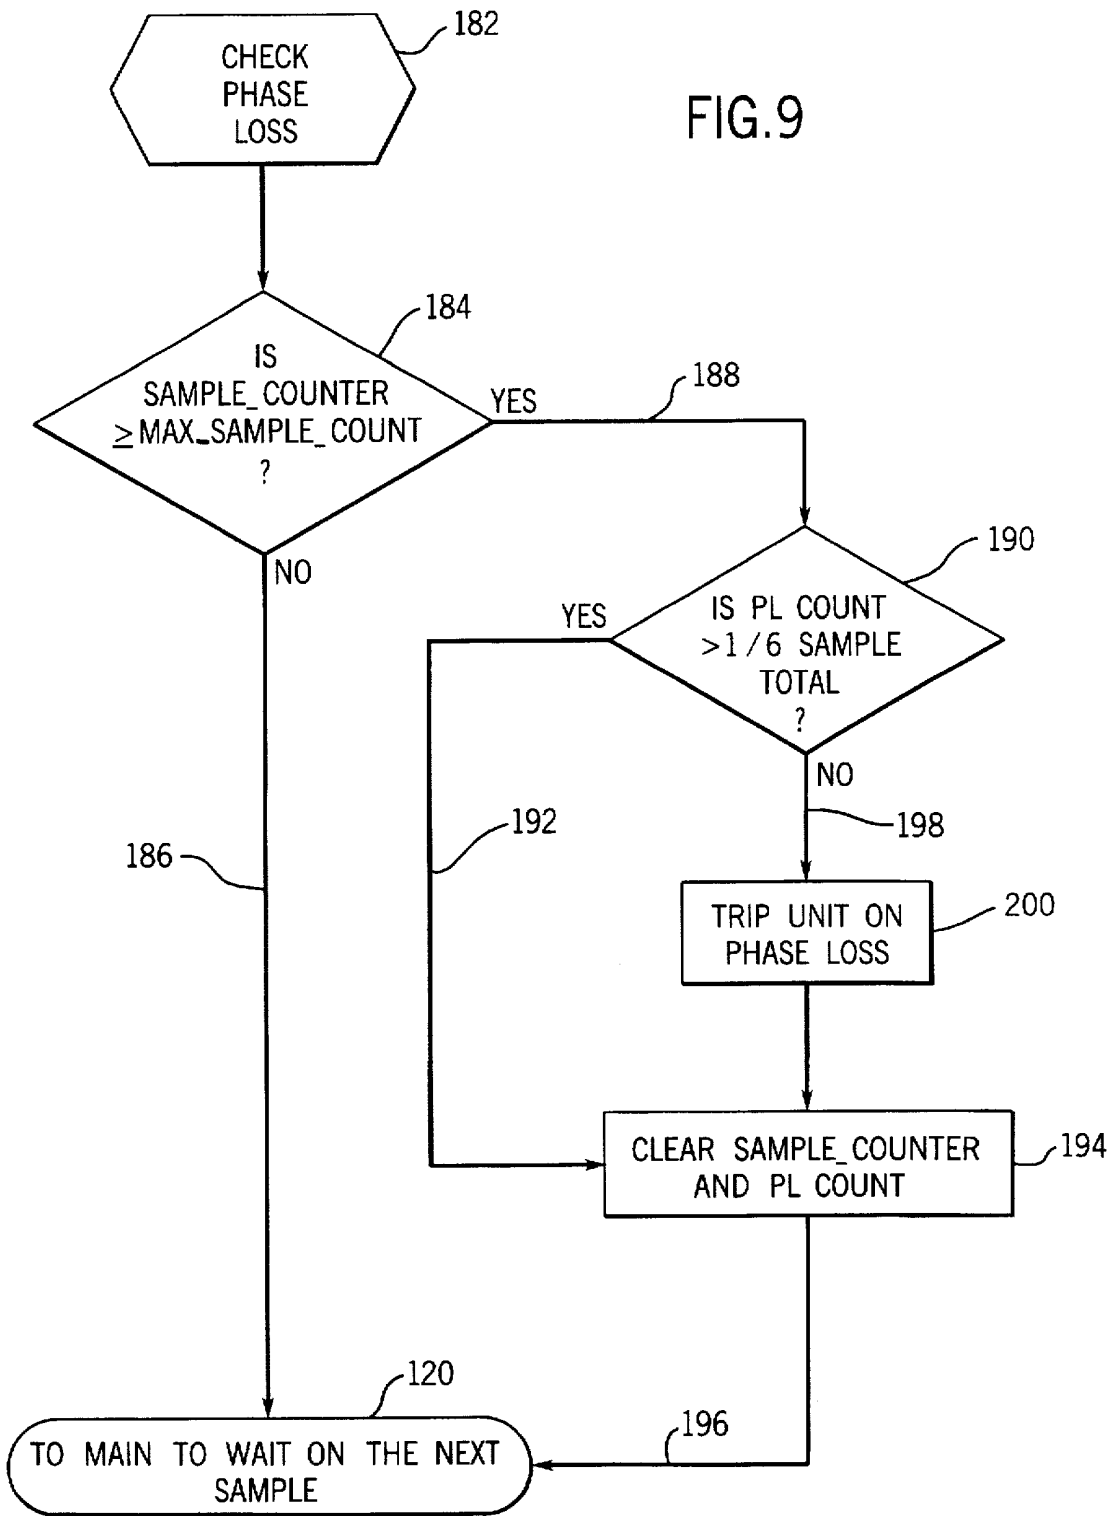 182
CHECK
PHASE
LOSS
FIG.9
184
IS
SAMPLE_COUNTER
≥MAX_SAMPLE_COUNT
?
YES
188
NO
190
IS PL COUNT
>1/6 SAMPLE
TOTAL
?
YES
NO
192
198
186
TRIP UNIT ON
PHASE LOSS
200
CLEAR SAMPLE_COUNTER
AND PL COUNT
194
120
196
TO MAIN TO WAIT ON THE NEXT
SAMPLE